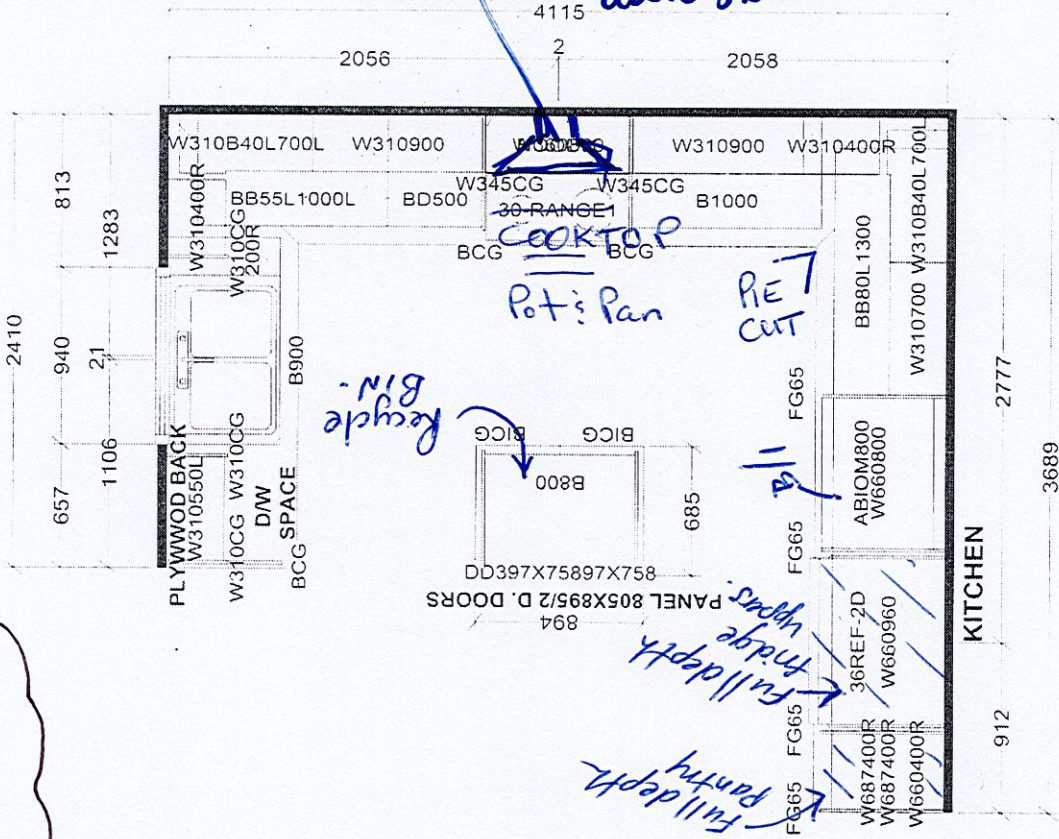 4115
2056
2
2058
W310B40L700L
W310900
W310900
W310400R
W345CG
W345CG
BB55L1000L
BD500
30-RANGE1
B1000
COOKTOP
BCG
BCG
Pot & Pan
PIE
CUT
W310400R
W310CG
200R
W310B40L700L
BB80L1300
W310700
813
1283
2410
940
2,1
B900
1106
657
PLYWWOOD BACK
W310550L
W310CG
W310CG
D/W
SPACE
BCG
Recycle
BIN.
BICG
BICG
B800
685
DD397X75897X758
PANEL 805X895/2 D. DOORS
894
FG65
FG65
FG65
FG65
ABIOM800
W660800
36REF-2D
W660960
W687400R
W687400R
W660400R
Full depth
fridge
uppers.
Full depth
pantry
KITCHEN
2777
3689
912